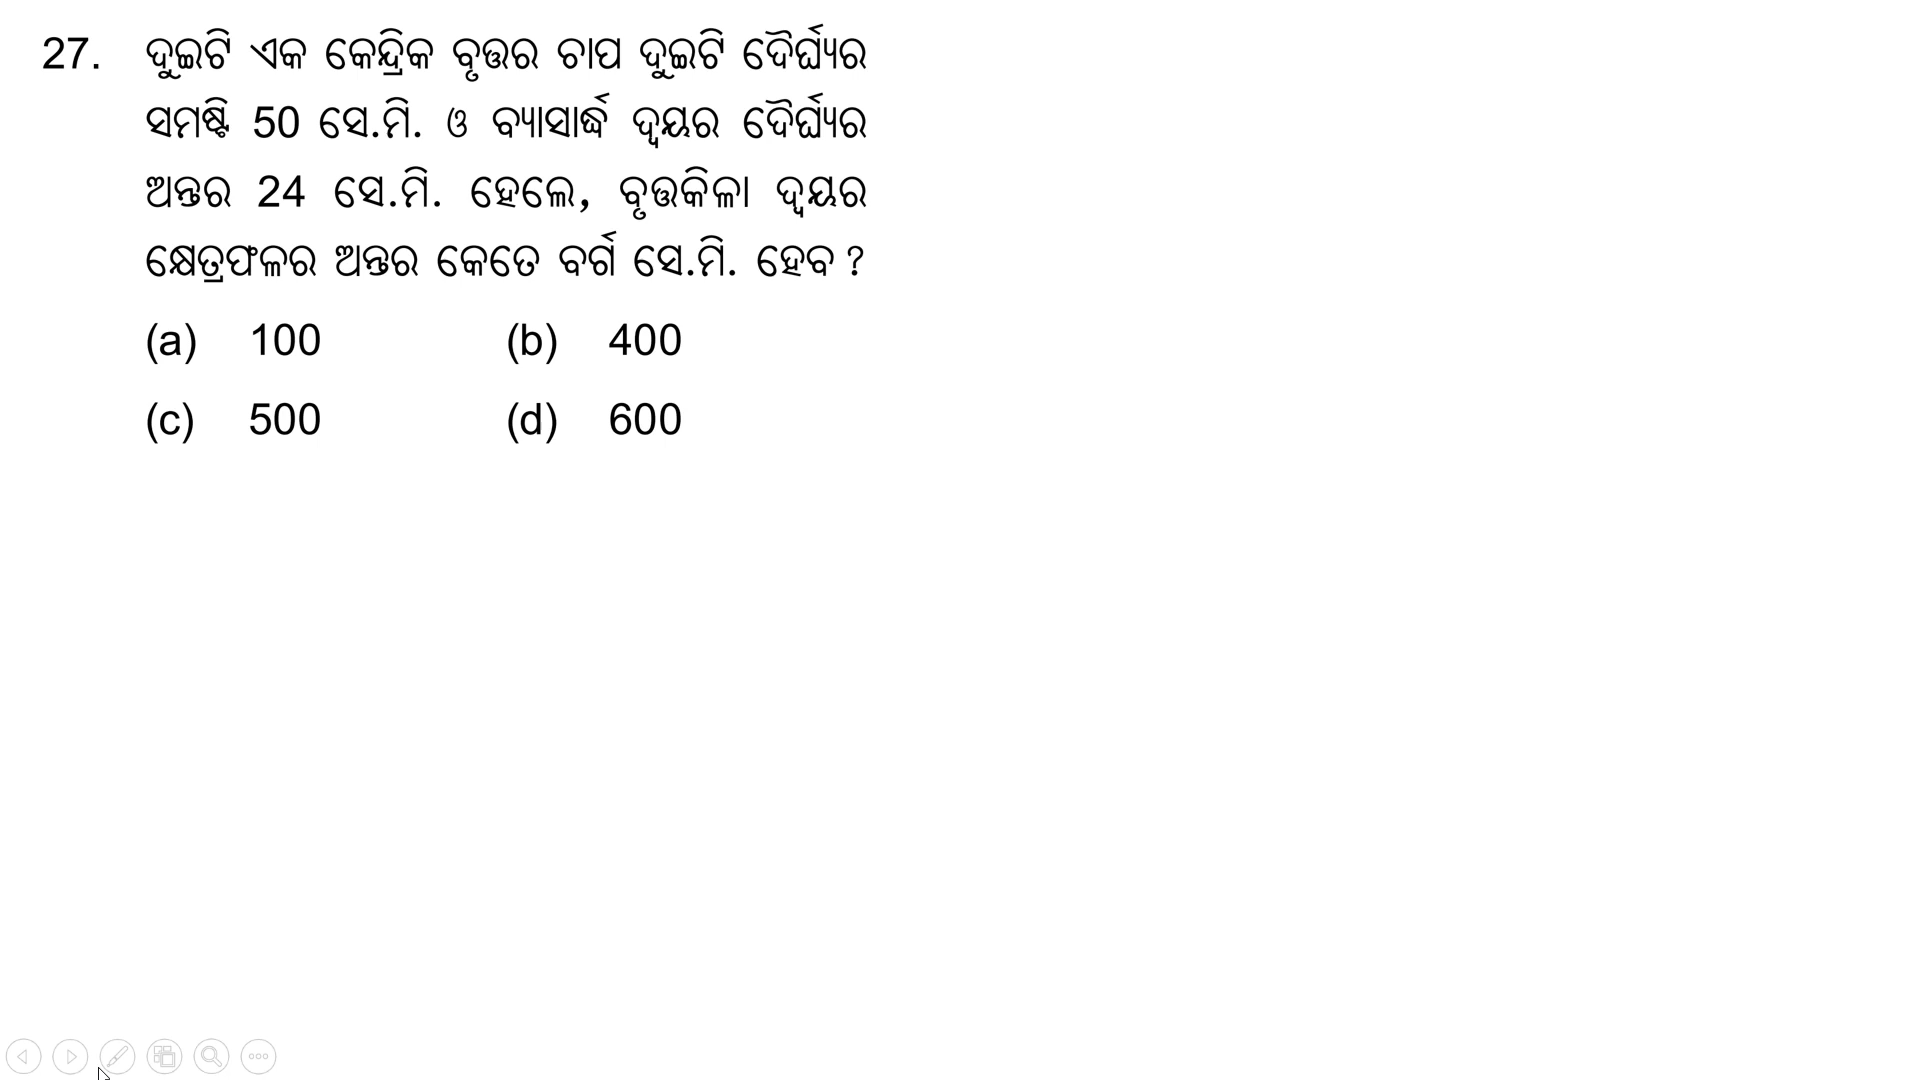 27. ଦୁଇଟି ଏକ କେନ୍ଦ୍ରିକ ବୃତ୍ତର ଚାପ ଦୁଇଟି ଦୈର୍ଘ୍ୟର
ସମଷ୍ଟି 50 ସେ.ମି. ଓ ବ୍ୟାସାର୍ଦ୍ଧ ଦ୍ୱୟର ଦୈର୍ଘ୍ୟର
ଅନ୍ତର 24 ସେ.ମି. ହେଲେ, ବୃତ୍ତକଳା ଦ୍ୱୟର
କ୍ଷେତ୍ରଫଳର ଅନ୍ତର କେତେ ବର୍ଗ ସେ.ମି. ହେବ ?
(a) 100 (b) 400
(c) 500 (d) 600